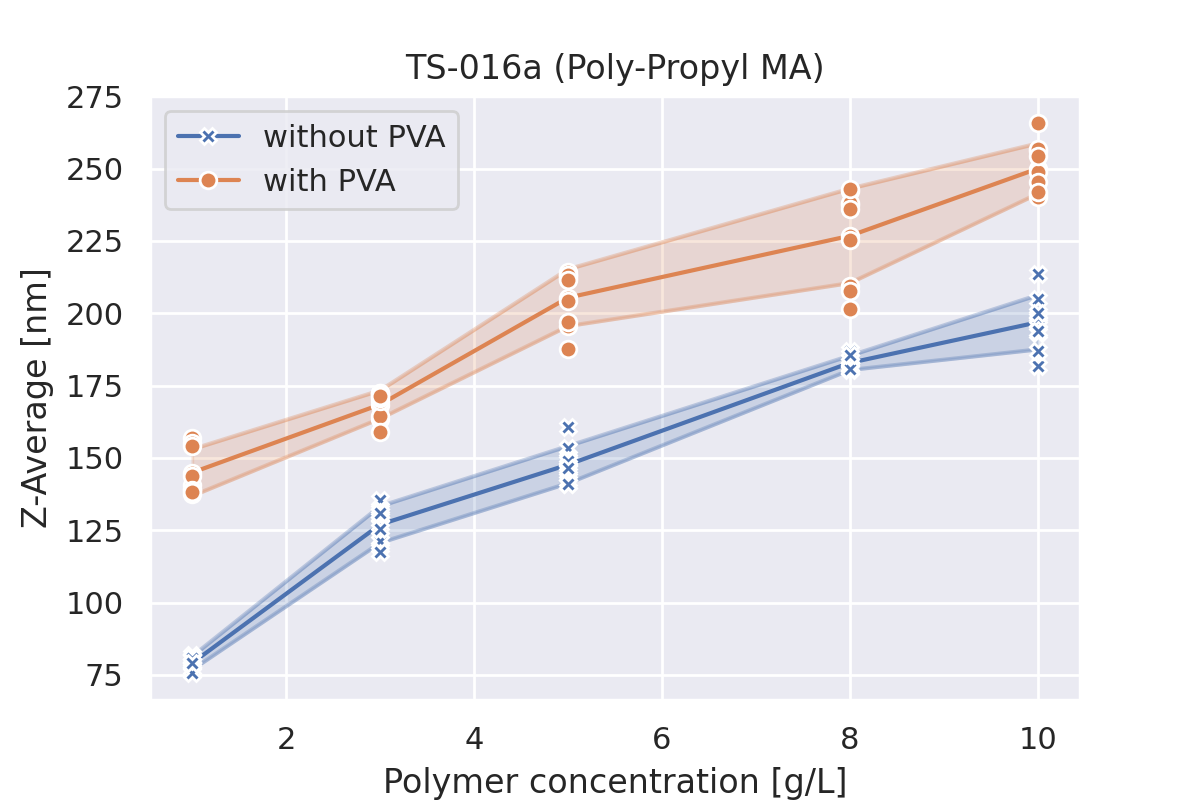 TS-016a (Poly-Propyl MA)
275
250
225
200
175
150
125
100
75
Z-Average [nm]
without PVA
with PVA
2 4 6 8 10
Polymer concentration [g/L]